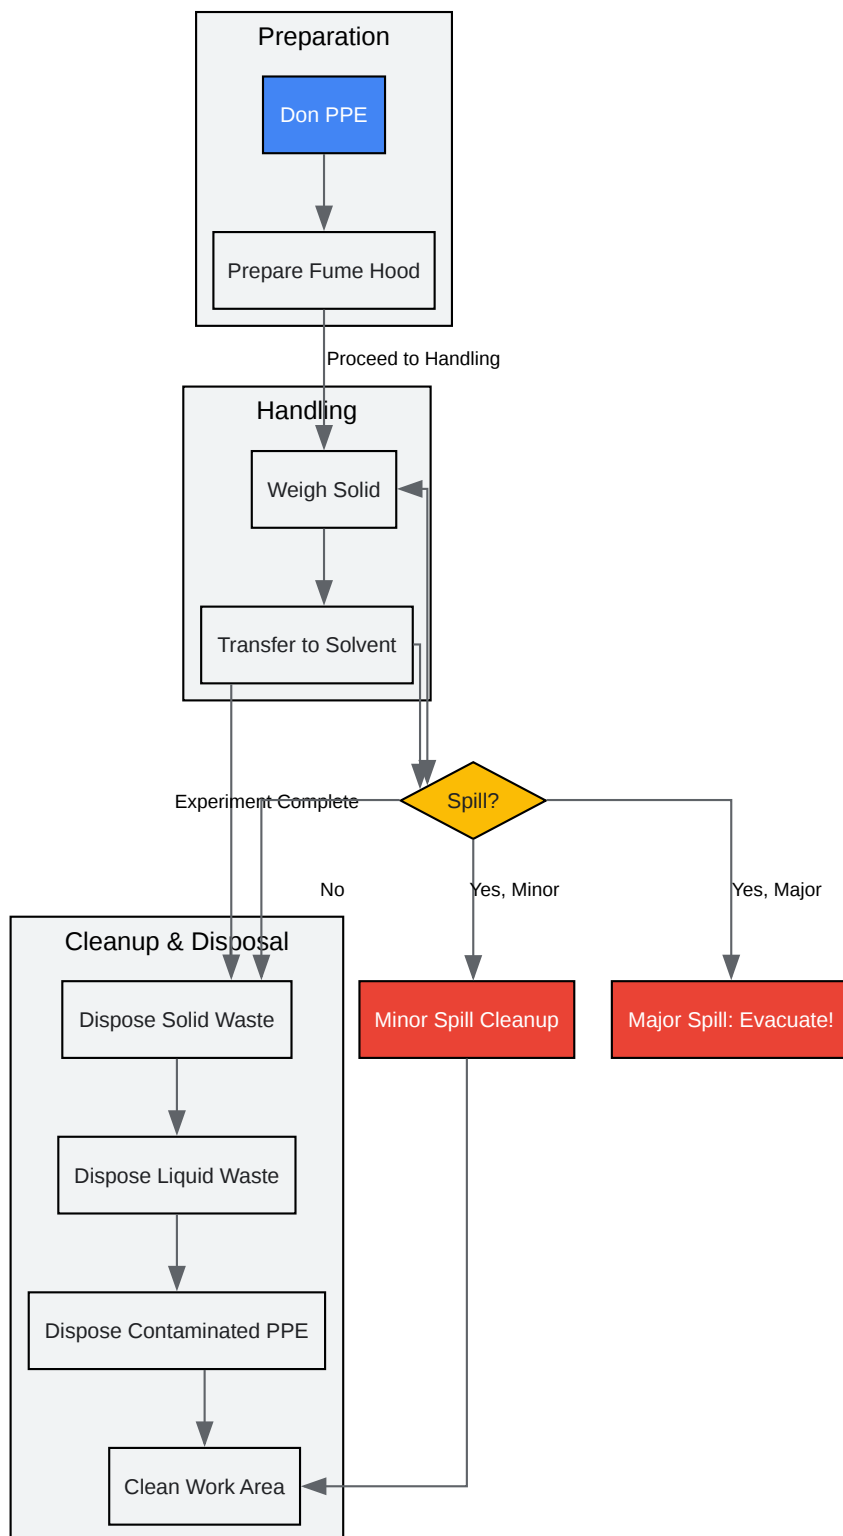 Preparation
Don PPE
Prepare Fume Hood
Proceed to Handling
Handling
Weigh Solid
Transfer to Solvent
Experiment Complete
Spill?
No
Yes, Minor
Yes, Major
Cleanup & Disposal
Dispose Solid Waste
Minor Spill Cleanup
Major Spill: Evacuate!
Dispose Liquid Waste
Dispose Contaminated PPE
Clean Work Area